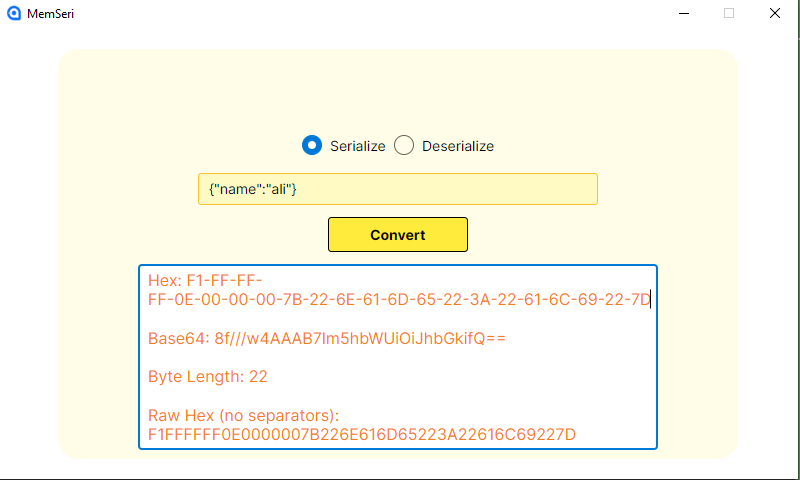 MemSeri
Serialize Deserialize
{"name":"ali"}
Convert
Hex: F1-FF-FF-
FF-0E-00-00-00-7B-22-6E-61-6D-65-22-3A-22-61-6C-69-22-7D
Base64: 8f///w4AAAB7Im5hbWUiOiJhbGkifQ==
Byte Length: 22
Raw Hex (no separators):
F1FFFFFF0E0000007B226E616D65223A22616C69227D